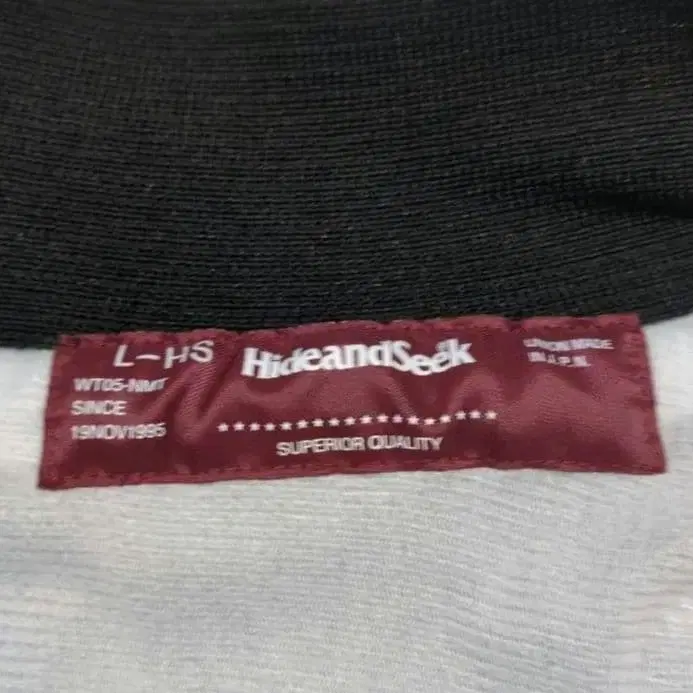 L-HS
WT05-NMT
SINCE
19NOV1995
HideandSeek
********************
SUPERIOR QUALITY
UNION MADE
IN J.P.N.